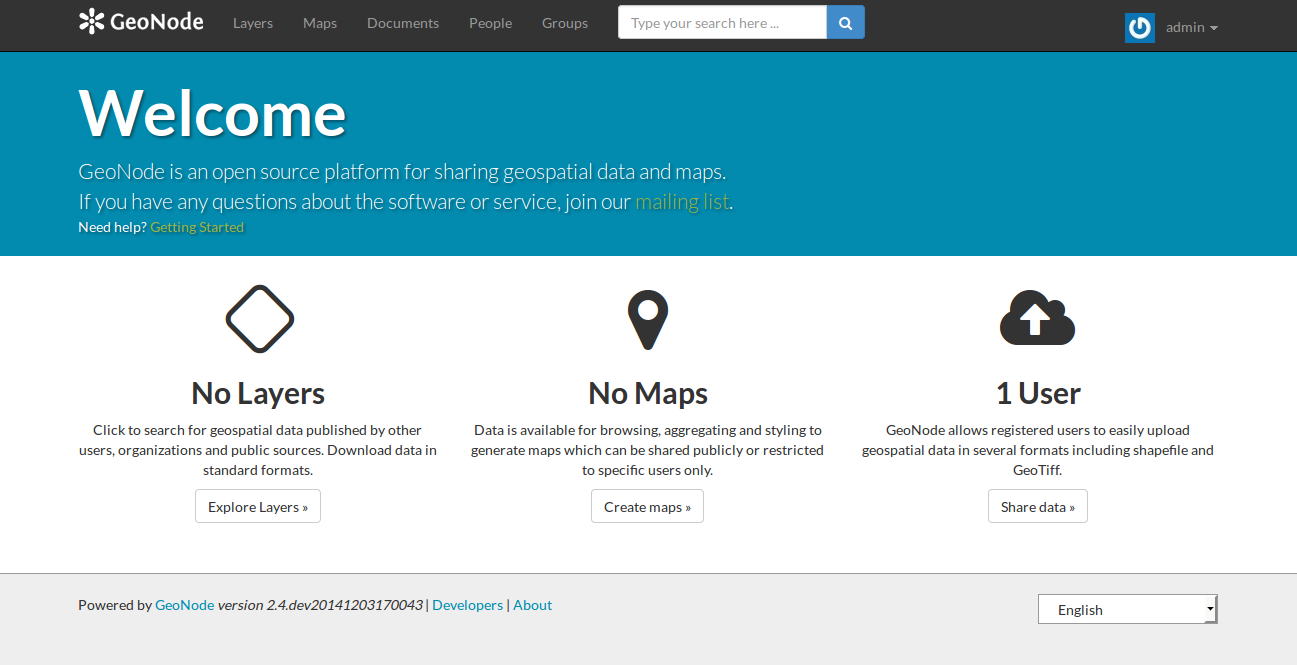 GeoNode
Layers
Maps
Documents
People
Groups
Type your search here ...
admin
Welcome
GeoNode is an open source platform for sharing geospatial data and maps.
If you have any questions about the software or service, join our mailing list.
Need help? Getting Started
No Layers
Click to search for geospatial data published by other
users, organizations and public sources. Download data in
standard formats.
Explore Layers »
No Maps
Data is available for browsing, aggregating and styling to
generate maps which can be shared publicly or restricted
to specific users only.
Create maps »
1 User
GeoNode allows registered users to easily upload
geospatial data in several formats including shapefile and
GeoTiff.
Share data »
Powered by GeoNode version 2.4.dev20141203170043 | Developers | About
English